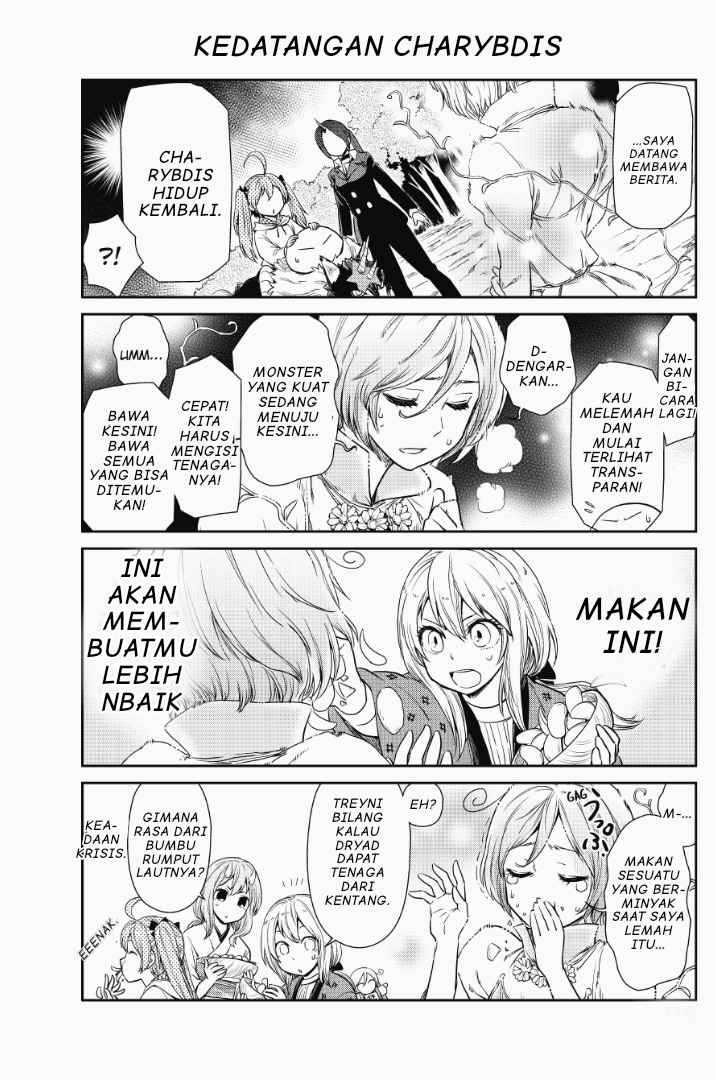 KEDATANGAN CHARYBDIS
...SAYA
DATANG
MEMBAWA
BERITA.
CHA-
RYBDIS
HIDUP
KEMBALI.
?!
JAN-
GAN
BI-
CARA
LAGI!
KAU
MELEMAH
DAN
MULAI
TERLIHAT
TRANS-
PARAN!
D-
DENGAR-
KAN...
MONSTER
YANG KUAT
SEDANG
MENUJU
KESINI...
CEPAT!
KITA
HARUS
MENGISI
TENAGA-
NYA!
UMM...
BAWA
KESINI!
BAWA
SEMUA
YANG BISA
DITEMU-
KAN!
MAKAN
INI!
INI
AKAN
MEM-
BUATMU
LEBIH
NBAIK
M-...
MAKAN
SESUATU
YANG BER-
MINYAK
SAAT SAYA
LEMAH
ITU...
GAG
EH?
TREYNI
BILANG
KALAU
DRYAD
DAPAT
TENAGA
DARI
KENTANG.
GIMANA
RASA DARI
BUMBU
RUMPUT
LAUTNYA?
KEA-
DAAN
KRISIS.
EEENAK.